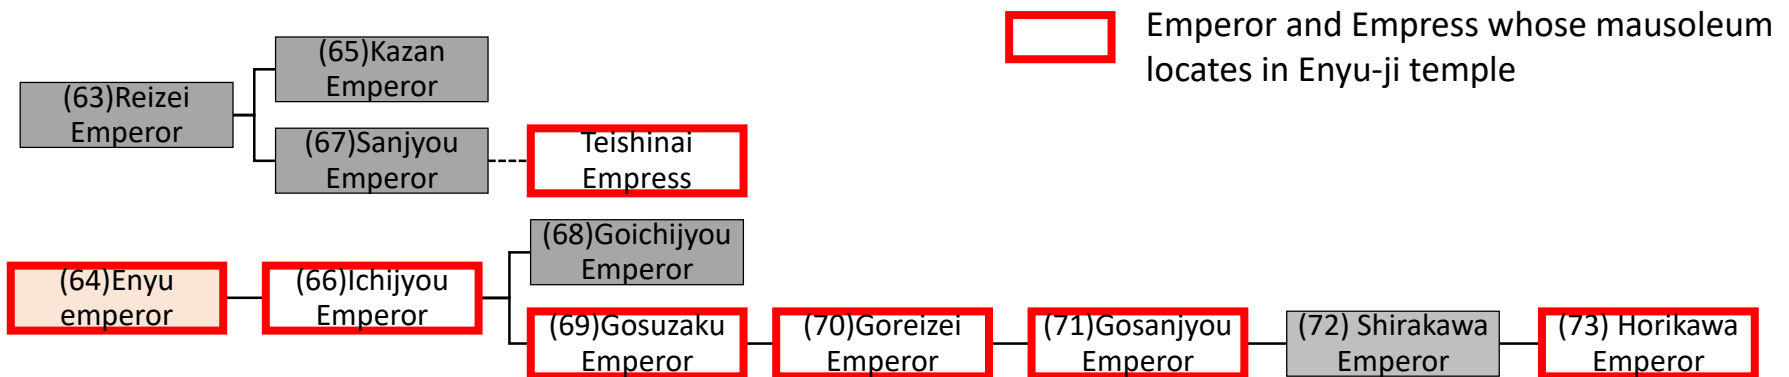 Emperor and Empress whose mausoleum
locates in Enyu-ji temple
(65)Kazan
Emperor
(63)Reizei
Emperor
(67)Sanjyou
Emperor
Teishinai
Empress
(68)Goichijyou
Emperor
(64)Enyu
emperor
(66)Ichijyou
Emperor
(69)Gosuzaku
Emperor
(70)Goreizei
Emperor
(71)Gosanjyou
Emperor
(72) Shirakawa
Emperor
(73) Horikawa
Emperor